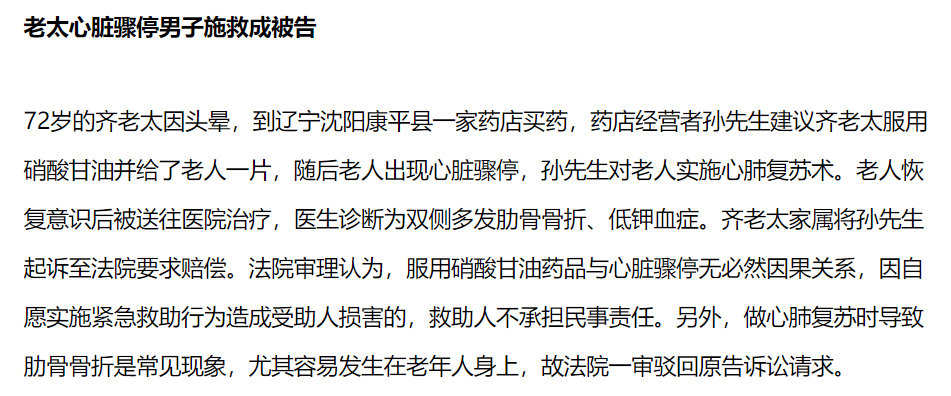 老太心脏骤停男子施救成被告
72岁的齐老太因头晕，到辽宁沈阳康平县一家药店买药，药店经营者孙先生建议齐老太服用
硝酸甘油并给了老人一片，随后老人出现心脏骤停，孙先生对老人实施心肺复苏术。老人恢
复意识后被送往医院治疗，医生诊断为双侧多发肋骨骨折、低钾血症。齐老太家属将孙先生
起诉至法院要求赔偿。法院审理认为，服用硝酸甘油药品与心脏骤停无必然因果关系，因自
愿实施紧急救助行为造成受助人损害的，救助人不承担民事责任。另外，做心肺复苏时导致
肋骨骨折是常见现象，尤其容易发生在老年人身上，故法院一审驳回原告诉讼请求。